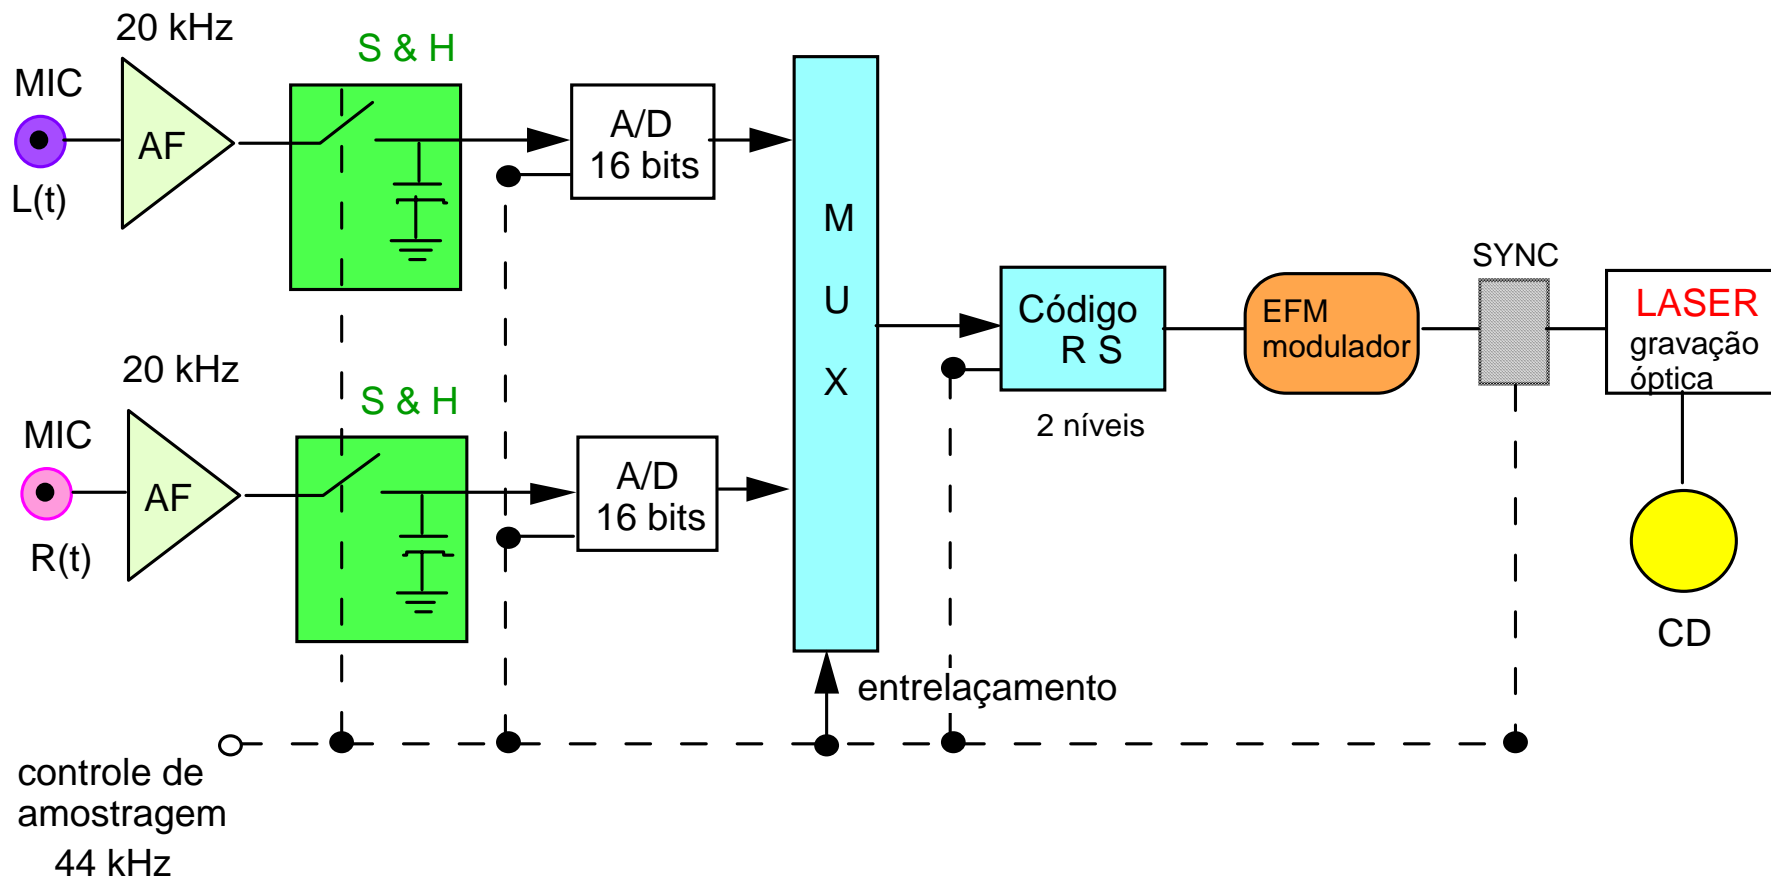 20 kHz
S & H
MIC
AF
L(t)
A/D
16 bits
M
U
X
SYNC
Código
R S
2 níveis
EFM
modulador
LASER
gravação
óptica
CD
20 kHz
S & H
MIC
AF
R(t)
A/D
16 bits
entrelaçamento
controle de
amostragem
44 kHz